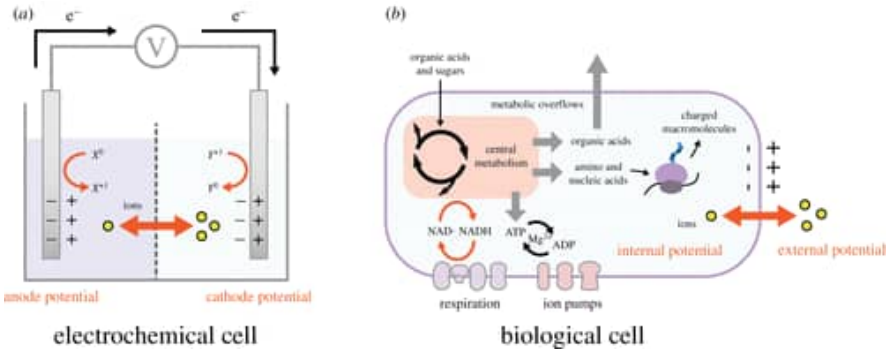 (a)
e⁻
e⁻
V
X⁰
X⁺¹
Y⁺¹
Y⁰
− +
− +
− +
− +
− +
− +
ions
anode potential
cathode potential
electrochemical cell
(b)
organic acids
and sugars
metabolic overflows
charged
macromolecules
central
metabolism
organic acids
amino and
nucleic acids
- +
- +
- +
ions
NAD⁻
NADH
ATP
Mg²⁺
ADP
internal potential
external potential
respiration
ion pumps
biological cell